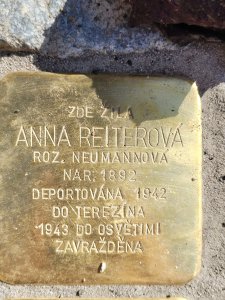 ZDE ŽILA
ANNA REITEROVÁ
ROZ. NEUMANNOVÁ
NAR. 1892
DEPORTOVÁNA 1942
DO TEREZÍNA
1943 DO OSVĚTIMI
ZAVRAŽDĚNA